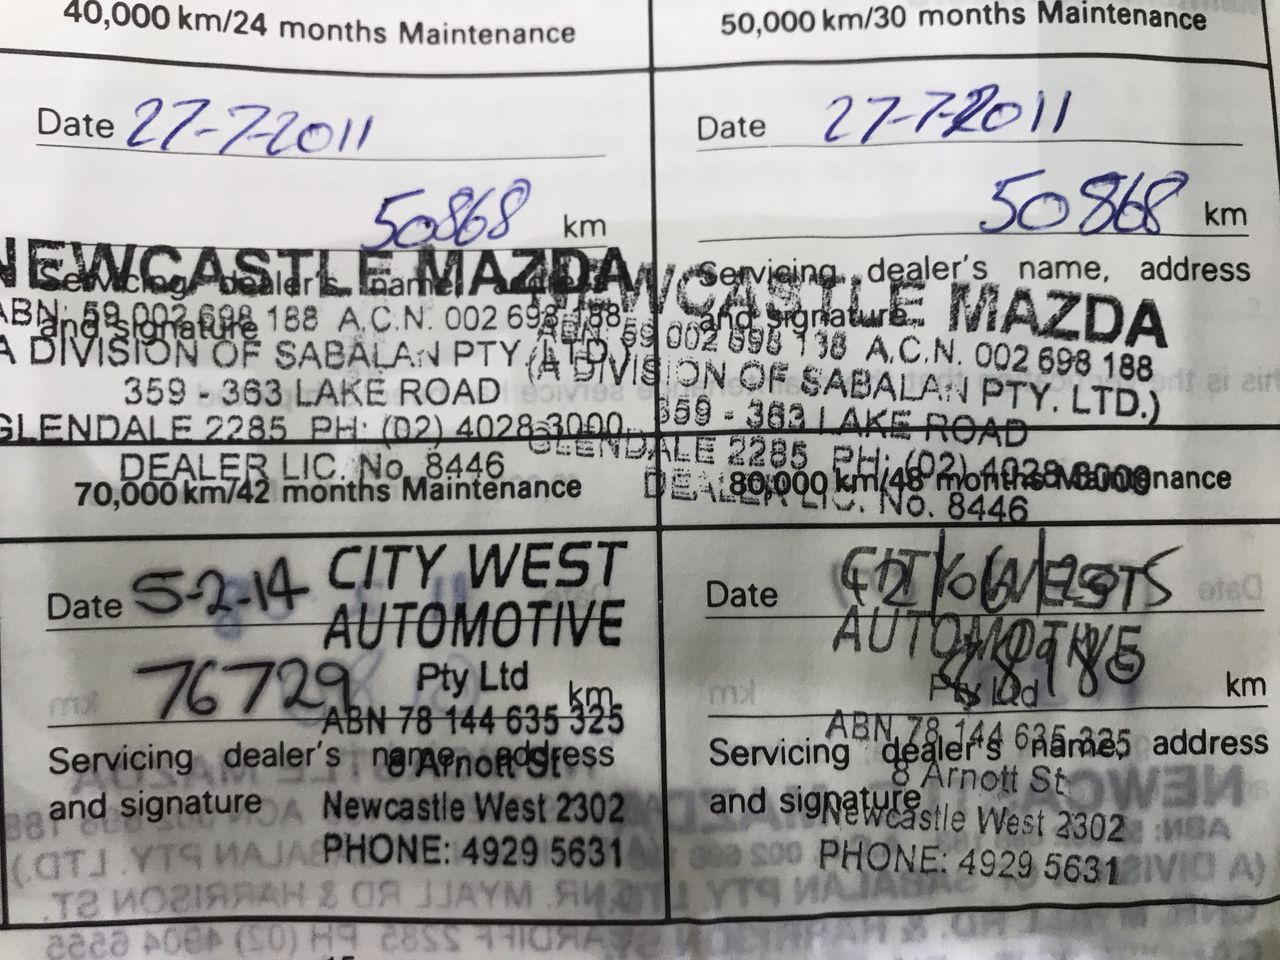 40,000 km/24 months Maintenance
Date 27-7-2011
50868 km
Servicing dealer's name,
and signature
NEWCASTLE MAZDA
ABN: 59 002 698 188 A.C.N. 002 698 188
A DIVISION OF SABALAN PTY LTD)
359 - 363 LAKE ROAD
GLENDALE 2285 PH: (02) 4028 3000
DEALER LIC. No. 8446
50,000 km/30 months Maintenance
Date 27-7-2011
50868 km
Servicing dealer's name, address
and signature
NEWCASTLE MAZDA
ABN: 59 002 698 188 A.C.N. 002 698 188
(A DIVISION OF SABALAN PTY. LTD.)
359 - 363 LAKE ROAD
GLENDALE 2285 PH: (02) 4028 3000
DEALER LIC. No. 8446
70,000 km/42 months Maintenance
Date 5-2-14
76729 km
Servicing dealer's name, address
and signature
CITY WEST
AUTOMOTIVE
Pty Ltd
ABN 78 144 635 325
8 Arnott St
Newcastle West 2302
PHONE: 4929 5631
80,000 km/48 months Maintenance
Date
km
Servicing dealer's name, address
and signature
CITY WEST
AUTOMOTIVE
Pty Ltd
ABN 78 144 635 325
8 Arnott St
Newcastle West 2302
PHONE: 4929 5631